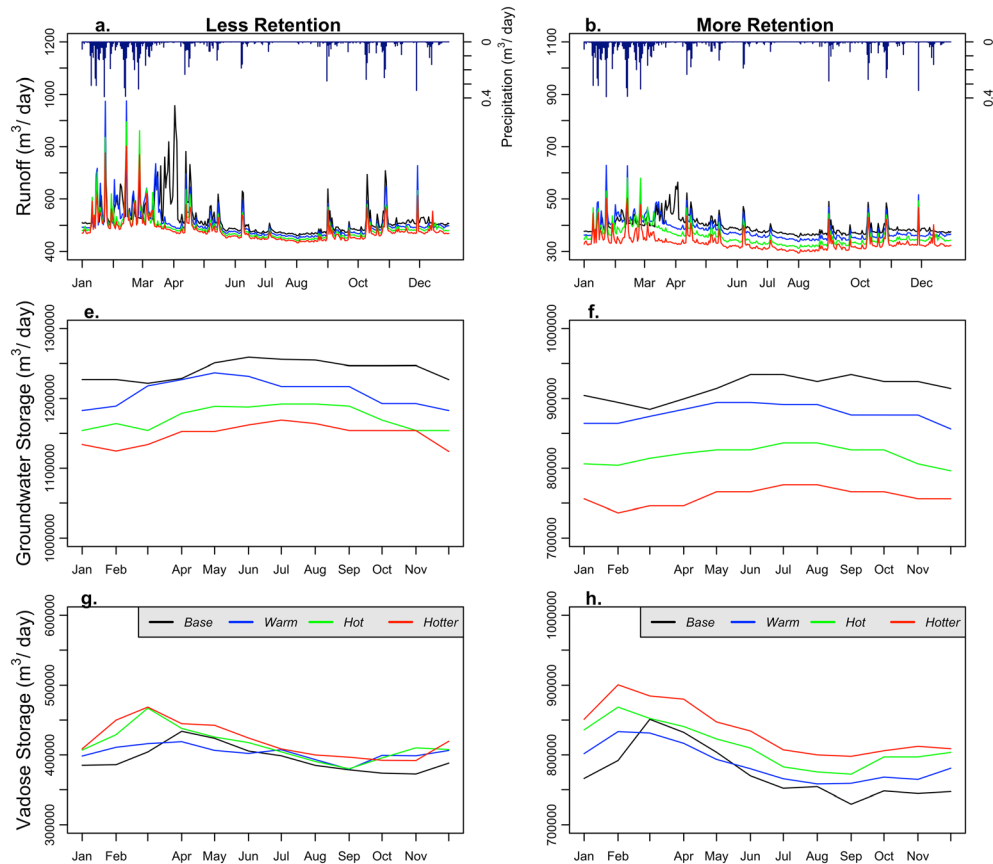 a. Less Retention
b. More Retention
Runoff (m³/ day)
1200
1000
800
600
400
Jan Mar Apr Jun Jul Aug Oct Dec
0
0.4
Precipitation (m³/ day)
1100
900
700
500
300
Jan Mar Apr Jun Jul Aug Oct Dec
0
0.4
e.
Groundwater Storage (m³/ day)
1300000
1200000
1100000
1000000
Jan Feb Apr May Jun Jul Aug Sep Oct Nov
f.
1000000
900000
800000
700000
Jan Feb Apr May Jun Jul Aug Sep Oct Nov
g.
Vadose Storage (m³/ day)
600000
500000
400000
300000
Base Warm Hot Hotter
Jan Feb Apr May Jun Jul Aug Sep Oct Nov
h.
1000000
900000
800000
700000
Base Warm Hot Hotter
Jan Feb Apr May Jun Jul Aug Sep Oct Nov